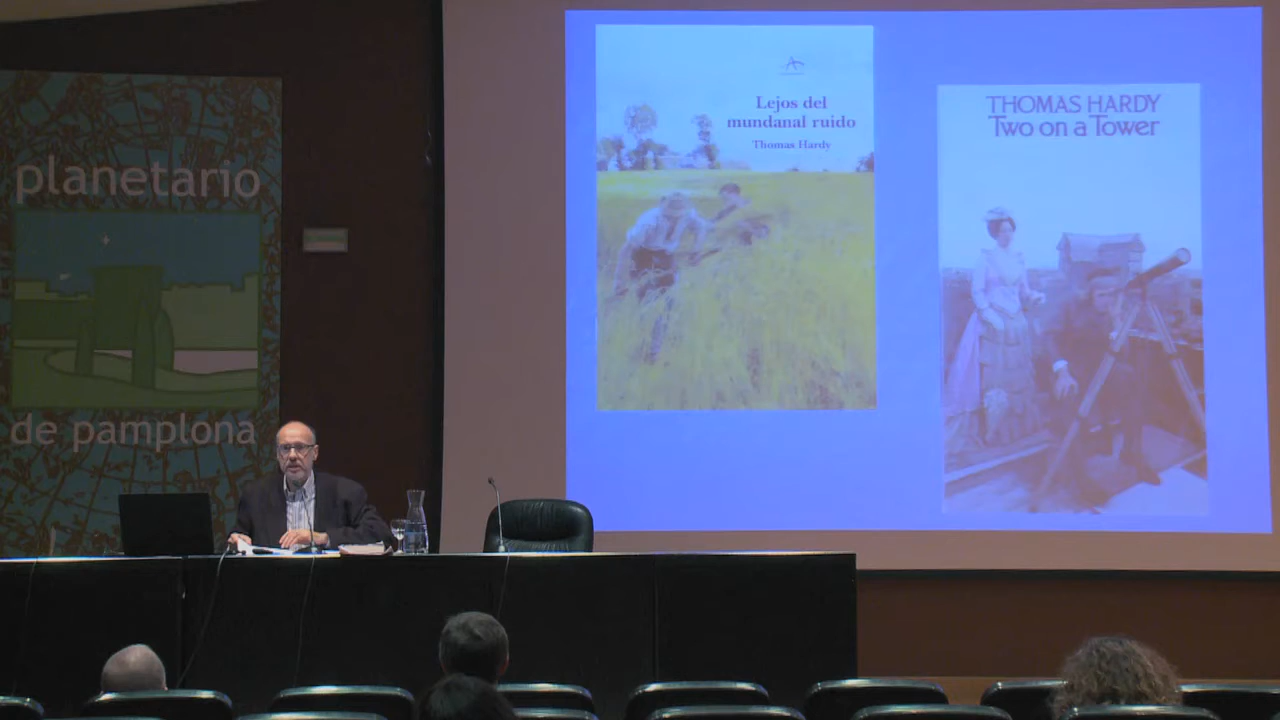 planetario
de pamplona
Lejos del
mundanal ruido
Thomas Hardy
THOMAS HARDY
Two on a Tower